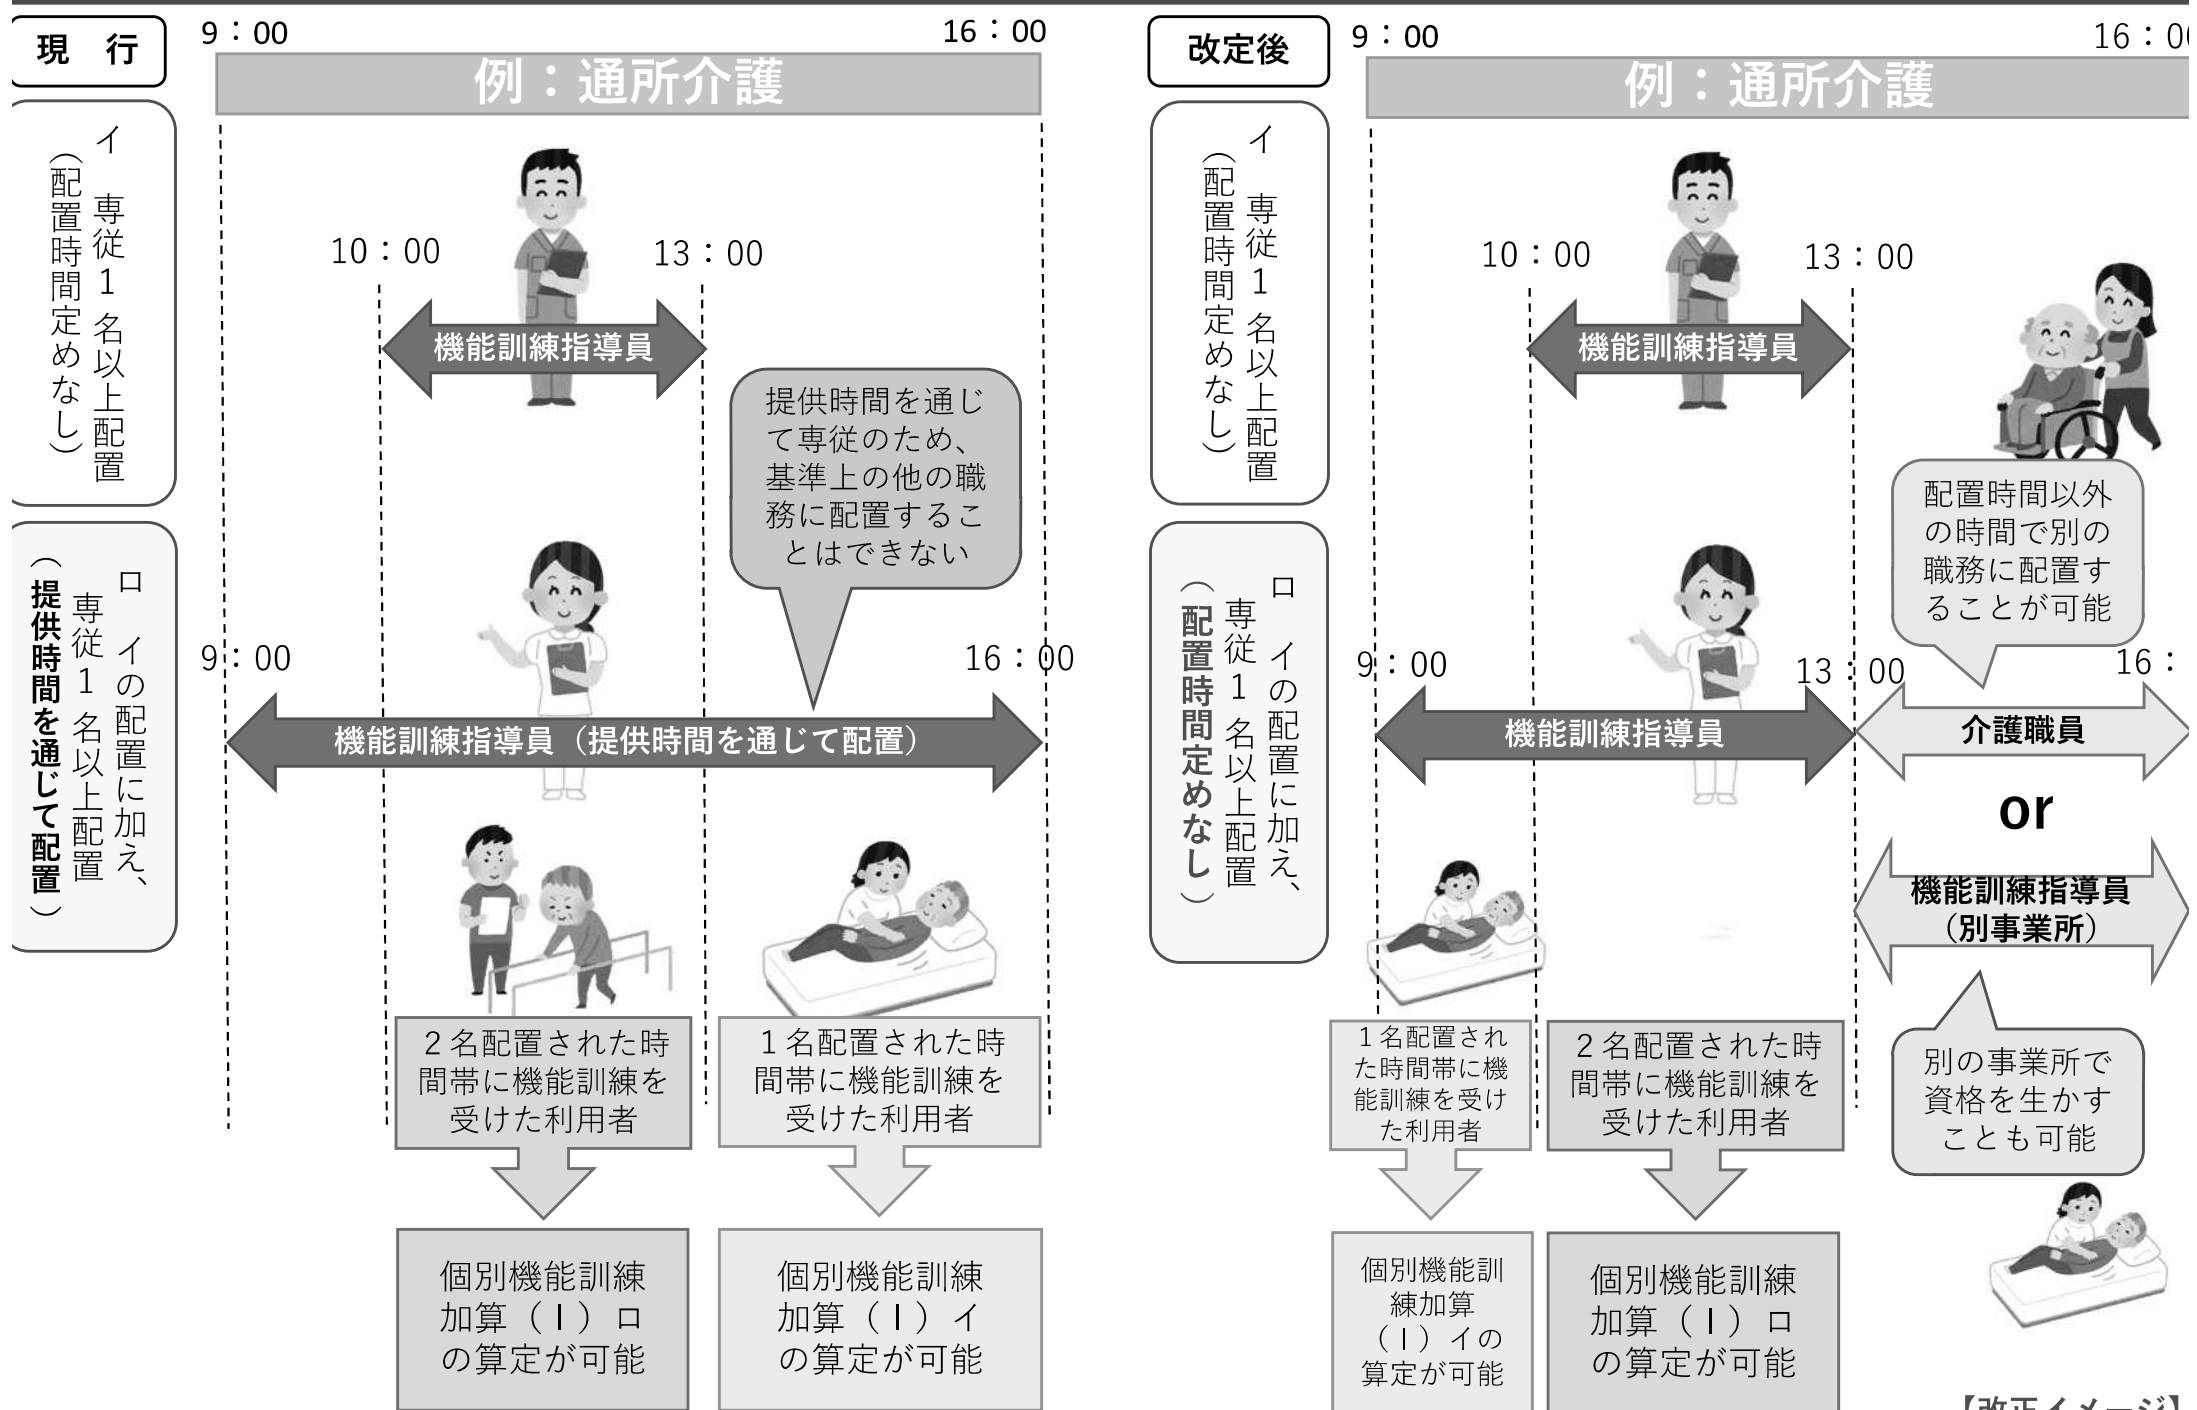 現　行
9：00
16：00
例：通所介護
イ　専従１名以上配置
（配置時間定めなし）
10：00
13：00
機能訓練指導員
提供時間を通じ
て専従のため、
基準上の他の職
務に配置するこ
とはできない
ロ　イの配置に加え、
専従１名以上配置
（提供時間を通じて配置）
9：00
16：00
機能訓練指導員（提供時間を通じて配置）
２名配置された時
間帯に機能訓練を
受けた利用者
１名配置された時
間帯に機能訓練を
受けた利用者
個別機能訓練
加算（Ⅰ）ロ
の算定が可能
個別機能訓練
加算（Ⅰ）イ
の算定が可能
改定後
9：00
16：00
例：通所介護
イ　専従１名以上配置
（配置時間定めなし）
10：00
13：00
機能訓練指導員
配置時間以外
の時間で別の
職務に配置す
ることが可能
ロ　イの配置に加え、
専従１名以上配置
（配置時間定めなし）
9：00
13：00
16：
機能訓練指導員
介護職員
or
機能訓練指導員
（別事業所）
１名配置され
た時間帯に機
能訓練を受け
た利用者
２名配置された時
間帯に機能訓練を
受けた利用者
別の事業所で
資格を生かす
ことも可能
個別機能訓
練加算
（Ⅰ）イの
算定が可能
個別機能訓練
加算（Ⅰ）ロ
の算定が可能
【改正イメージ】